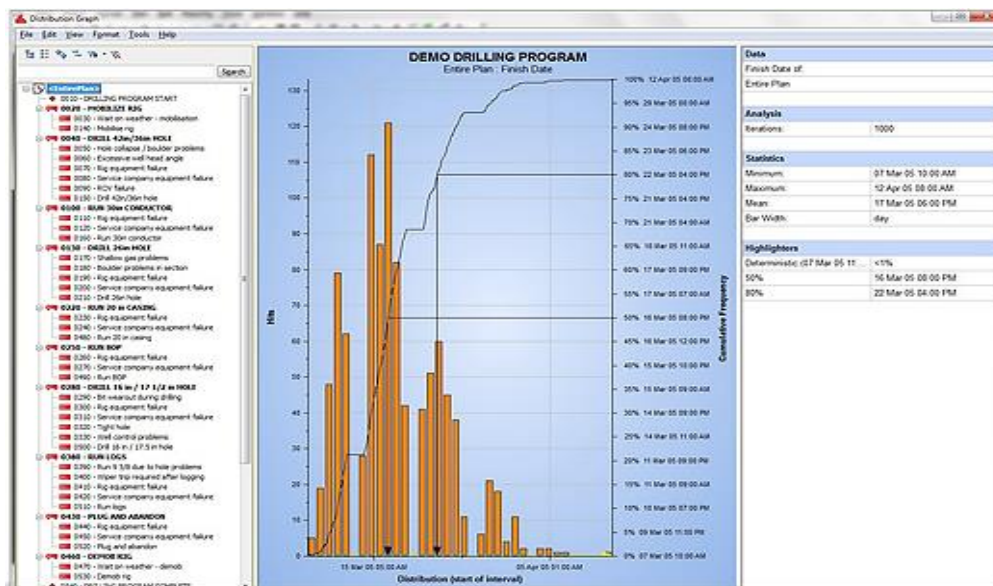 Distribution Graph
File Edit View Format Tools Help
Search
<EntirePlan>
0010 - DRILLING PROGRAM START
0020 - MOBILIZE RIG
0030 - Wait on weather - mobilisation
0140 - Mobilise rig
0040 - DRILL 42in/36in HOLE
0050 - Hole collapse / boulder problems
0060 - Excessive well head angle
0070 - Rig equipment failure
0080 - Service company equipment failure
0090 - ROV failure
0150 - Drill 42in/36in hole
0100 - RUN 30in CONDUCTOR
0110 - Rig equipment failure
0120 - Service company equipment failure
0160 - Run 30in conductor
0130 - DRILL 26in HOLE
0170 - Shallow gas problems
0180 - Boulder problems in section
0190 - Rig equipment failure
0200 - Service company equipment failure
0210 - Drill 26in hole
0220 - RUN 20 in CASING
0230 - Rig equipment failure
0240 - Service company equipment failure
0480 - Run 20 in casing
0250 - RUN BOP
0260 - Rig equipment failure
0270 - Service company equipment failure
0490 - Run BOP
0280 - DRILL 16 in / 17 1/2 in HOLE
0290 - Bit wearout during drilling
0300 - Rig equipment failure
0310 - Service company equipment failure
0320 - Tight hole
0330 - Well control problems
0500 - Drill 16 in / 17.5 in hole
0380 - RUN LOGS
0390 - Run 9 5/8 due to hole problems
0400 - Wiper trip required after logging
0410 - Rig equipment failure
0420 - Service company equipment failure
0510 - Run logs
0430 - PLUG AND ABANDON
0440 - Rig equipment failure
0450 - Service company equipment failure
0520 - Plug and abandon
0460 - DEMOB RIG
0470 - Wait on weather - demob
0530 - Demob rig
DRILLING PROGRAM COMPLETE
DEMO DRILLING PROGRAM
Entire Plan : Finish Date
130
120
110
100
90
80
70
60
50
40
30
20
10
0
Hits
100% 12 Apr 05 08:00 AM
95% 29 Mar 05 08:00 AM
90% 24 Mar 05 08:00 PM
85% 23 Mar 05 06:00 PM
80% 22 Mar 05 04:00 PM
75% 21 Mar 05 04:00 PM
70% 21 Mar 05 04:00 AM
65% 18 Mar 05 11:00 AM
60% 17 Mar 05 08:00 PM
55% 17 Mar 05 07:00 AM
50% 16 Mar 05 08:00 PM
45% 16 Mar 05 12:00 PM
40% 15 Mar 05 10:00 PM
35% 15 Mar 05 09:00 AM
30% 14 Mar 05 08:00 PM
25% 14 Mar 05 11:00 AM
20% 11 Mar 05 09:00 PM
15% 11 Mar 05 09:00 AM
10% 10 Mar 05 07:00 PM
5% 09 Mar 05 11:00 PM
0% 07 Mar 05 10:00 AM
Cumulative Frequency
15 Mar 05 05:00 AM
05 Apr 05 01:00 AM
Distribution (start of interval)
Data
Finish Date of:
Entire Plan
Analysis
Iterations: 1000
Statistics
Minimum: 07 Mar 05 10:00 AM
Maximum: 12 Apr 05 08:00 AM
Mean: 17 Mar 05 06:00 PM
Bar Width: day
Highlighters
Deterministic (07 Mar 05 11 ... <1%
50% 16 Mar 05 08:00 PM
80% 22 Mar 05 04:00 PM